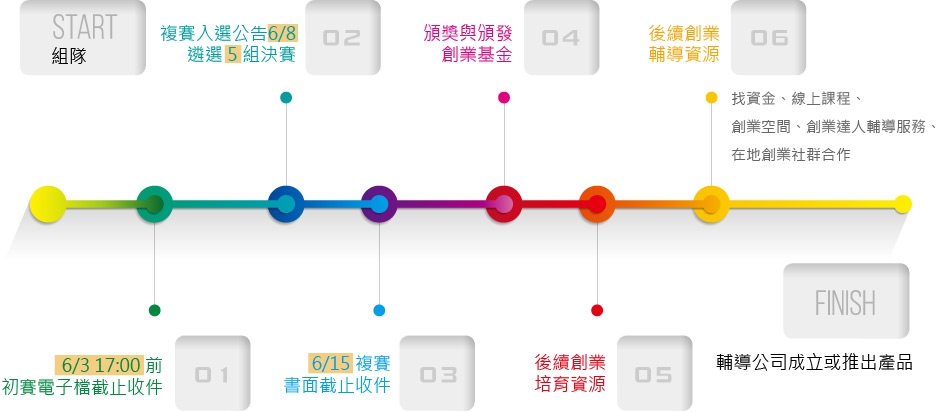 START
組隊
6/3 17:00 前
初賽電子檔截止收件
01
複賽入選公告6/8
遴選 5 組決賽
02
6/15 複賽
書面截止收件
03
頒獎與頒發
創業基金
04
後續創業
培育資源
05
後續創業
輔導資源
06
找資金、線上課程、
創業空間、創業達人輔導服務、
在地創業社群合作
FINISH
輔導公司成立或推出產品